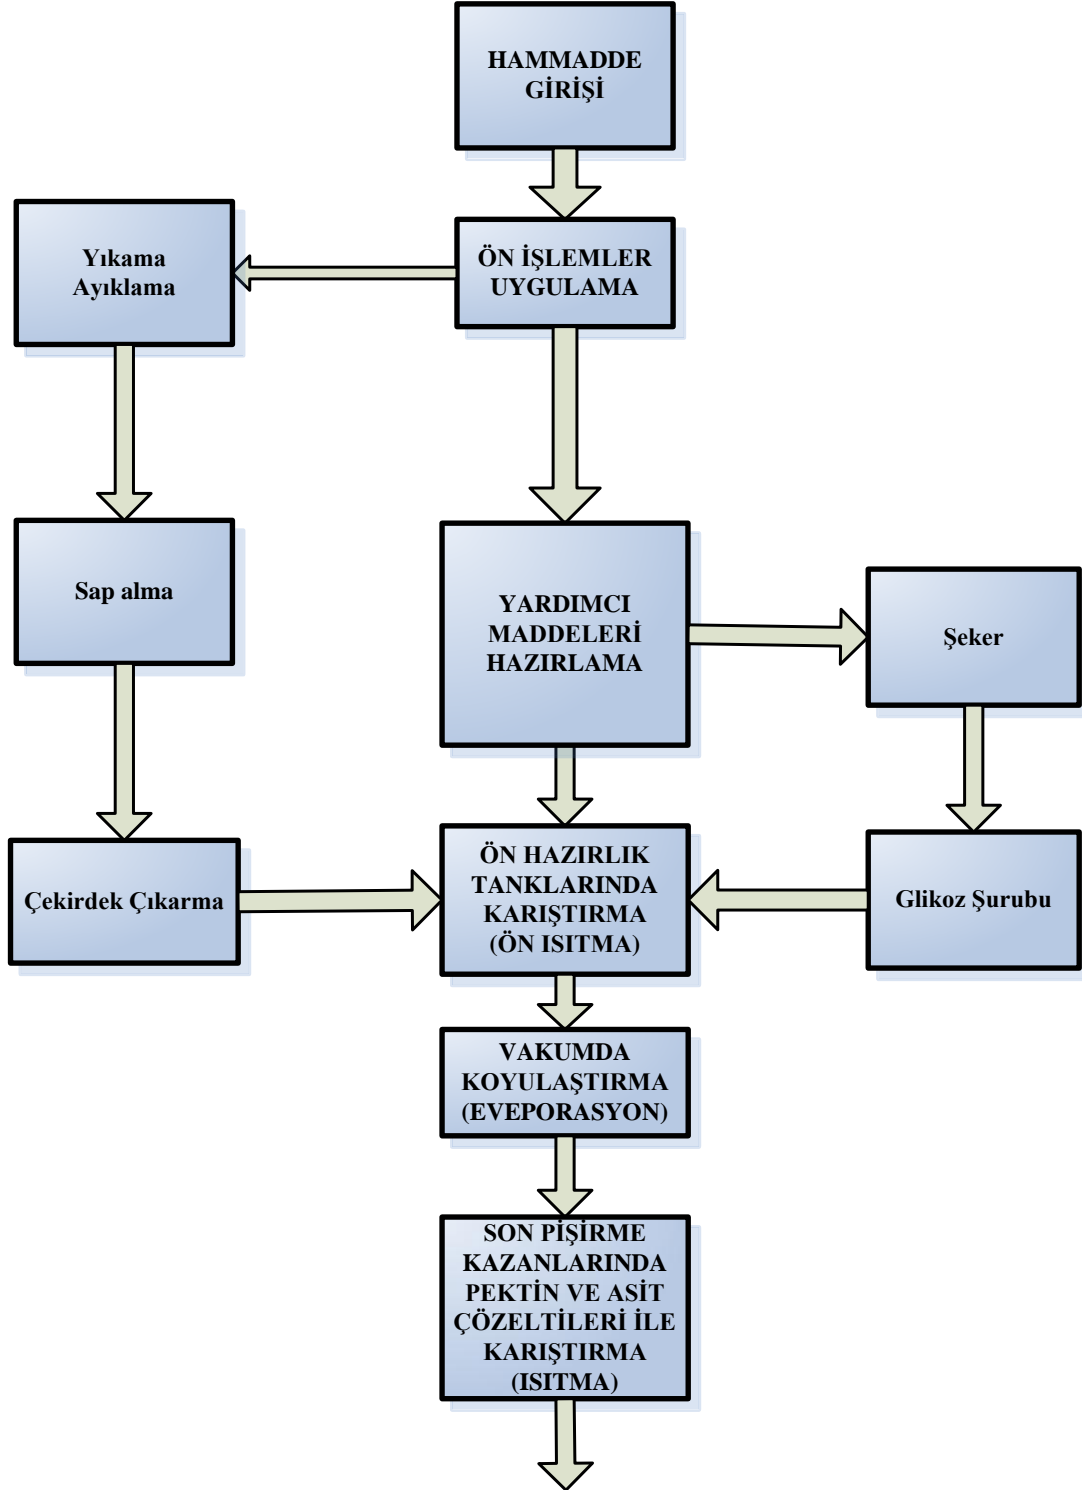 HAMMADDE
GİRİŞİ
Yıkama
Ayıklama
ÖN İŞLEMLER
UYGULAMA
Sap alma
YARDIMCI
MADDELERİ
HAZIRLAMA
Şeker
Çekirdek Çıkarma
ÖN HAZIRLIK
TANKLARINDA
KARIŞTIRMA
(ÖN ISITMA)
Glikoz Şurubu
VAKUMDA
KOYULAŞTIRMA
(EVEPORASYON)
SON PİŞİRME
KAZANLARINDA
PEKTİN VE ASİT
ÇÖZELTİLERİ İLE
KARIŞTIRMA
(ISITMA)